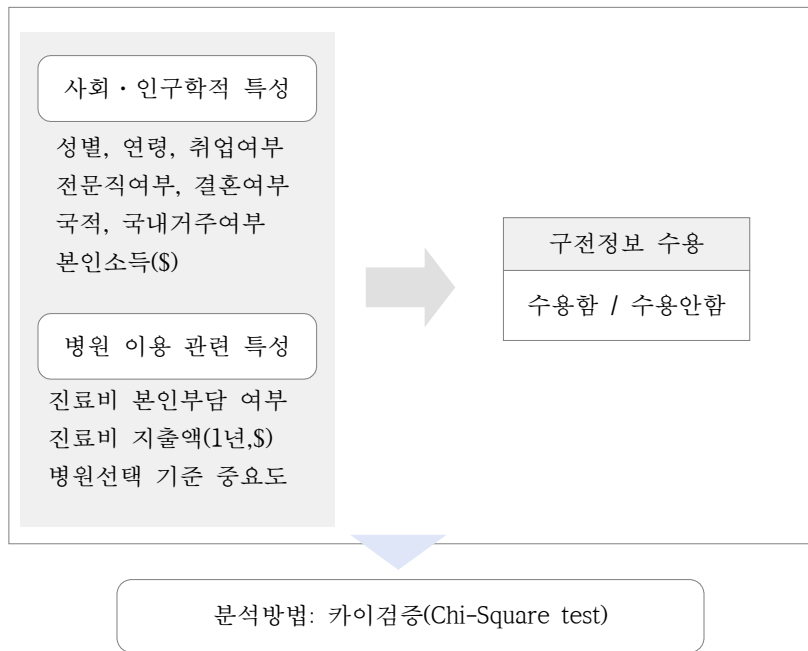 사회·인구학적 특성
성별, 연령, 취업여부
전문직여부, 결혼여부
국적, 국내거주여부
본인소득($)
병원 이용 관련 특성
진료비 본인부담 여부
진료비 지출액(1년,$)
병원선택 기준 중요도
구전정보 수용
수용함 / 수용안함
분석방법: 카이검증(Chi-Square test)